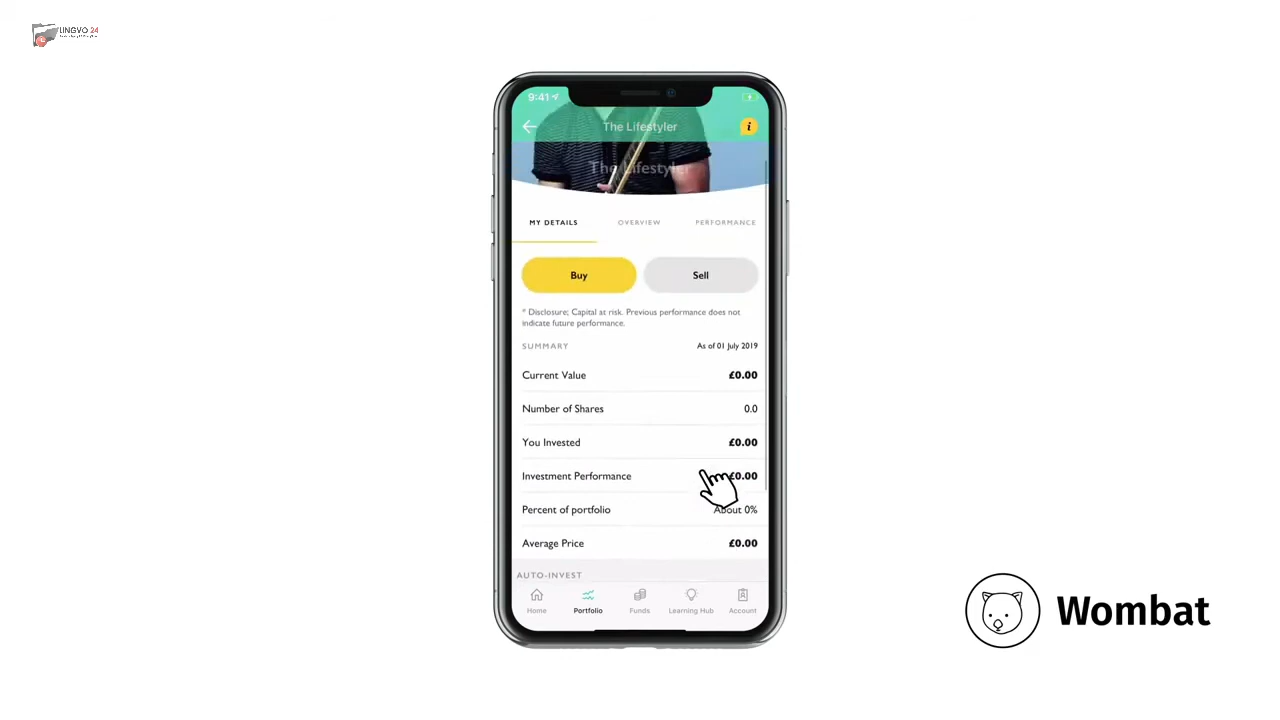 LINGVO 24
9:41
The Lifestyler
i
The Lifestyler
MY DETAILS
OVERVIEW
PERFORMANCE
Buy
Sell
* Disclosure; Capital at risk. Previous performance does not
indicate future performance.
SUMMARY
As of 01 July 2019
Current Value
£0.00
Number of Shares
0.0
You Invested
£0.00
Investment Performance
£0.00
Percent of portfolio
About 0%
Average Price
£0.00
AUTO-INVEST
Home
Portfolio
Funds
Learning Hub
Account
Wombat